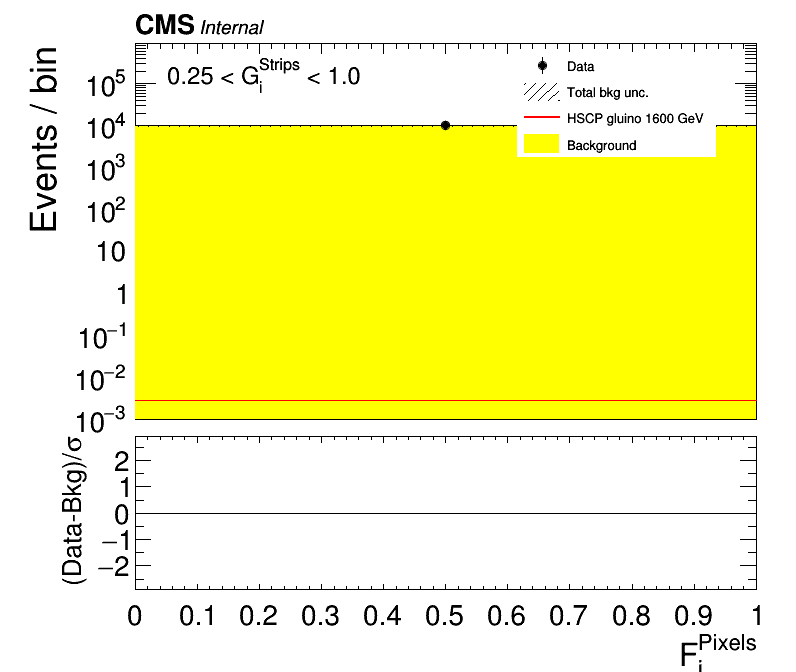 CMS Internal
Events / bin
0.25 < G_i^Strips < 1.0
Data
Total bkg unc.
HSCP gluino 1600 GeV
Background
10^5
10^4
10^3
10^2
10
1
10^−1
10^−2
10^−3
(Data-Bkg)/σ
2
1
0
−1
−2
0 0.1 0.2 0.3 0.4 0.5 0.6 0.7 0.8 0.9 1
F_i^Pixels